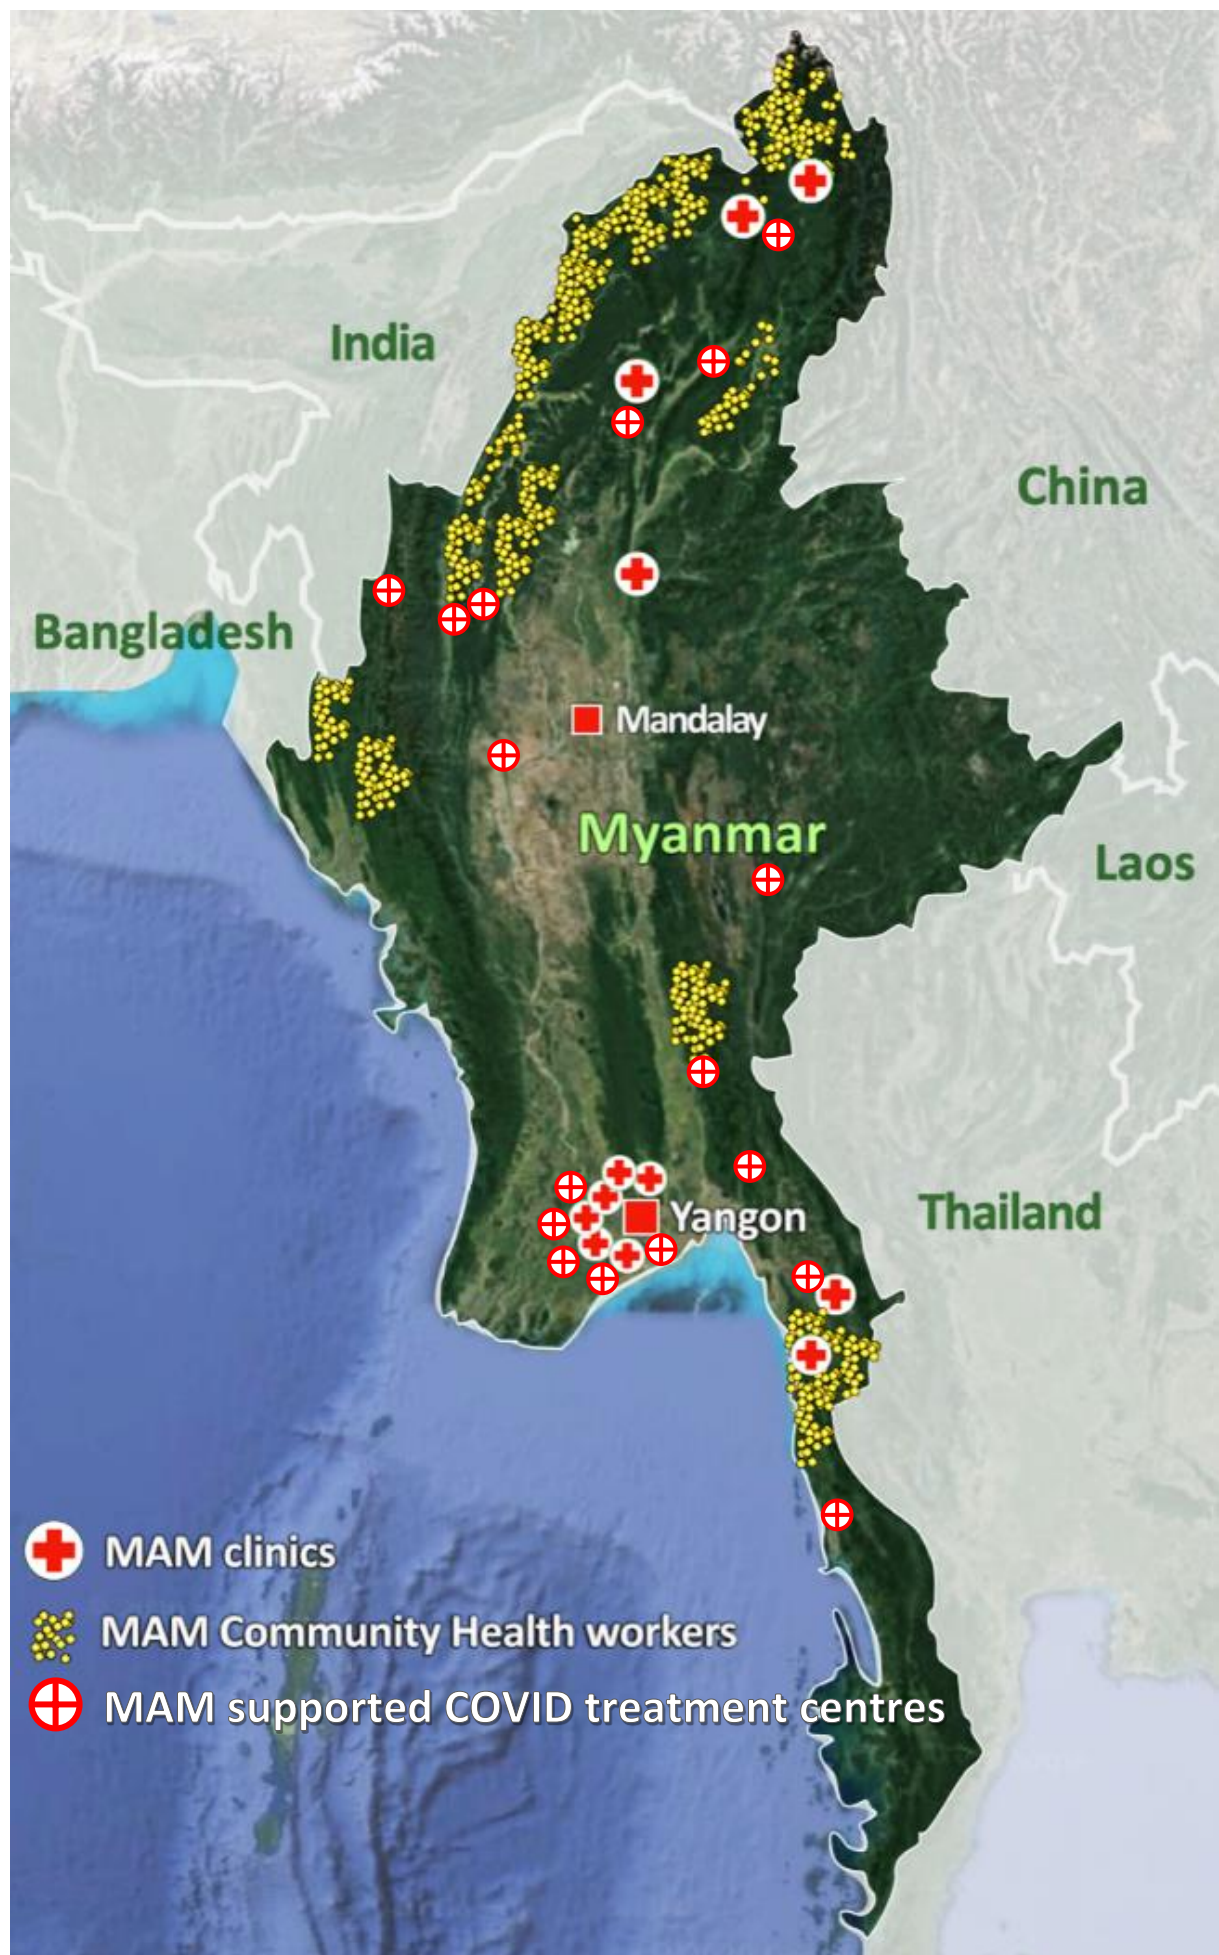 India
China
Bangladesh
Mandalay
Myanmar
Laos
Thailand
Yangon
MAM clinics
MAM Community Health workers
MAM supported COVID treatment centres